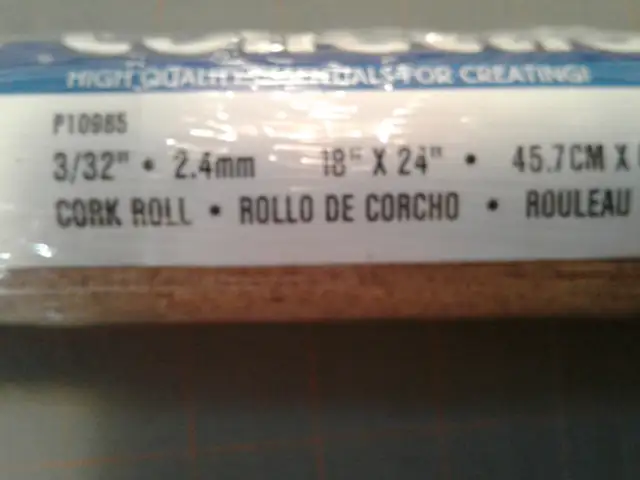 HIGH QUALITY ESSENTIALS FOR CREATING!
P10985
3/32" • 2.4mm 18" X 24" • 45.7CM X
CORK ROLL • ROLLO DE CORCHO • ROULEAU